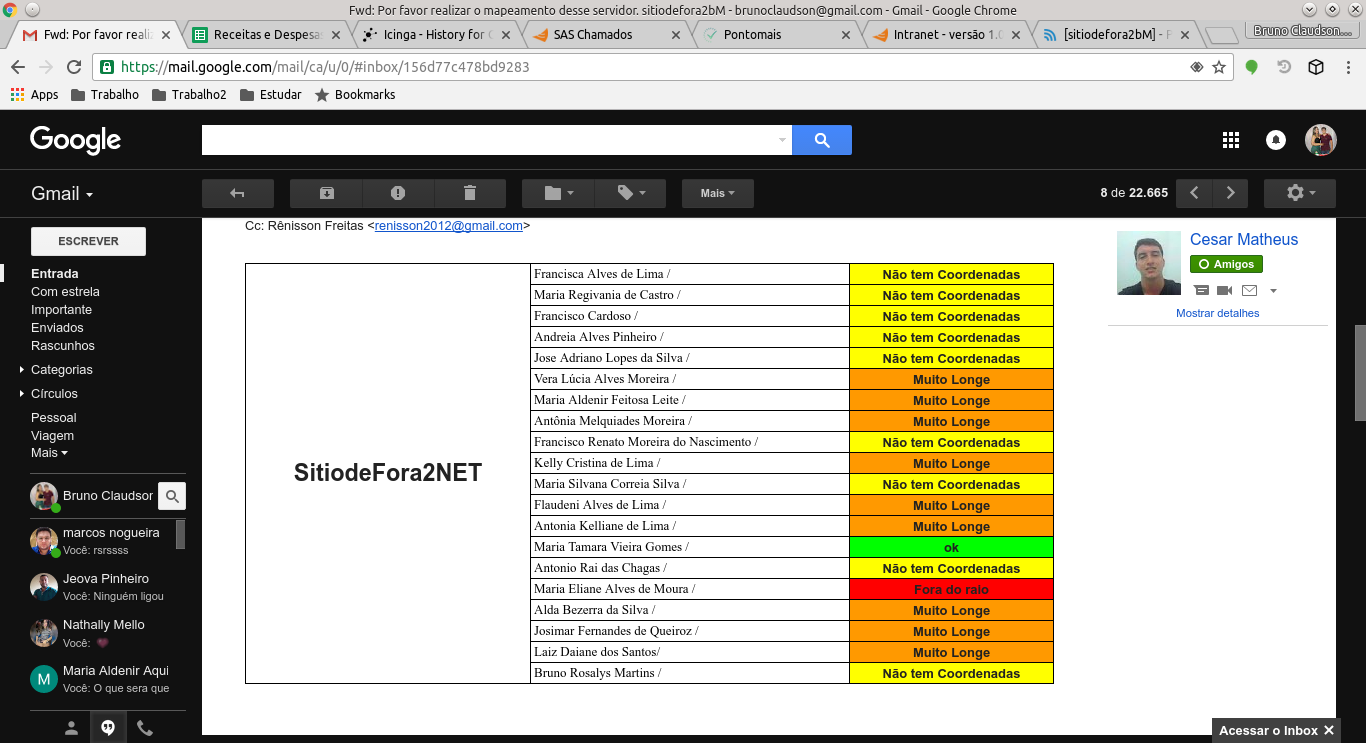 Fwd: Por favor realizar o mapeamento desse servidor. sitiodefora2bM - brunoclaudson@gmail.com - Gmail - Google Chrome
Fwd: Por favor reali
Receitas e Despesas
Icinga - History for
SAS Chamados
Pontomais
Intranet - versão 1.0
[sitiodefora2bM] -
Bruno Claudson...
https://mail.google.com/mail/ca/u/0/#inbox/156d77c478bd9283
Apps Trabalho Trabalho2 Estudar Bookmarks
Google
Gmail
Mais
8 de 22.665
ESCREVER
Entrada
Com estrela
Importante
Enviados
Rascunhos
Categorias
Círculos
Pessoal
Viagem
Mais
Bruno Claudson
marcos nogueira
Você: rsrssss
Jeova Pinheiro
Você: Ninguém ligou
Nathally Mello
Você:
M
Maria Aldenir Aqui
Você: O que sera que
Cc: Rênisson Freitas <renisson2012@gmail.com>
SitiodeFora2NET
Francisca Alves de Lima / Não tem Coordenadas
Maria Regivania de Castro / Não tem Coordenadas
Francisco Cardoso / Não tem Coordenadas
Andreia Alves Pinheiro / Não tem Coordenadas
Jose Adriano Lopes da Silva / Não tem Coordenadas
Vera Lúcia Alves Moreira / Muito Longe
Maria Aldenir Feitosa Leite / Muito Longe
Antônia Melquiades Moreira / Muito Longe
Francisco Renato Moreira do Nascimento / Não tem Coordenadas
Kelly Cristina de Lima / Muito Longe
Maria Silvana Correia Silva / Não tem Coordenadas
Flaudeni Alves de Lima / Muito Longe
Antonia Kelliane de Lima / Muito Longe
Maria Tamara Vieira Gomes / ok
Antonio Rai das Chagas / Não tem Coordenadas
Maria Eliane Alves de Moura / Fora do raio
Alda Bezerra da Silva / Muito Longe
Josimar Fernandes de Queiroz / Muito Longe
Laiz Daiane dos Santos/ Muito Longe
Bruno Rosalys Martins / Não tem Coordenadas
Cesar Matheus
Amigos
Mostrar detalhes
Acessar o Inbox